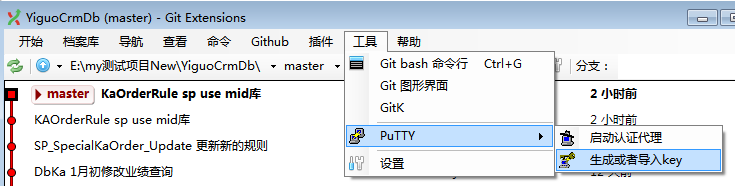 YiguoCrmDb (master) - Git Extensions
开始 档案库 导航 查看 命令 Github 插件 工具 帮助
E:\my测试项目New\YiguoCrmDb\ master 分支：
Git bash 命令行 Ctrl+G
Git 图形界面
GitK
PuTTY
设置
启动认证代理
生成或者导入key
master KaOrderRule sp use mid库 2 小时前
KAOrderRule sp use mid库 2 小时前
SP_SpecialKaOrder_Update 更新新的规则
DbKa 1月初修改业绩查询